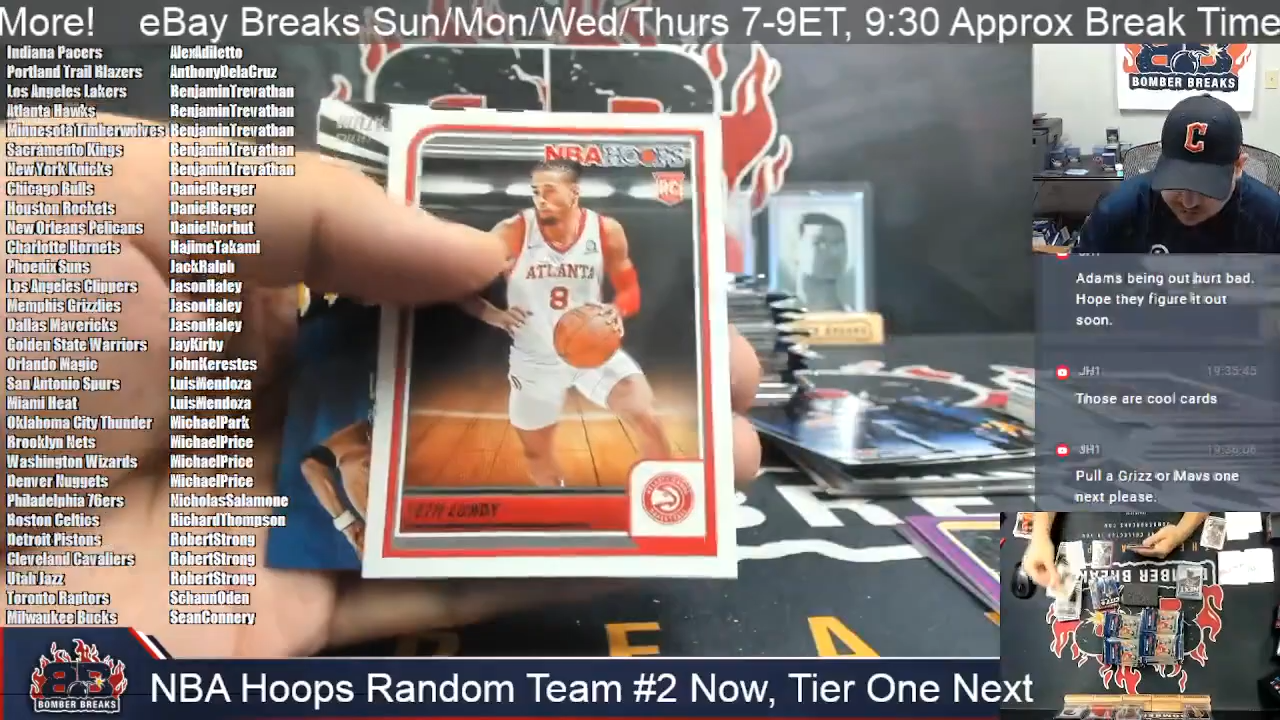 More! eBay Breaks Sun/Mon/Wed/Thurs 7-9ET, 9:30 Approx Break Time
Indiana Pacers AlexAdiletto
Portland Trail Blazers AnthonyDelaCruz
Los Angeles Lakers BenjaminTrevathan
Atlanta Hawks BenjaminTrevathan
Minnesota Timberwolves BenjaminTrevathan
Sacramento Kings BenjaminTrevathan
New York Knicks BenjaminTrevathan
Chicago Bulls DanielBerger
Houston Rockets DanielBerger
New Orleans Pelicans DanielNorbut
Charlotte Hornets HajimeTakami
Phoenix Suns JackRalph
Los Angeles Clippers JasonHaley
Memphis Grizzlies JasonHaley
Dallas Mavericks JasonHaley
Golden State Warriors JayKirby
Orlando Magic JohnKerestes
San Antonio Spurs LuisMendoza
Miami Heat LuisMendoza
Oklahoma City Thunder MichaelPark
Brooklyn Nets MichaelPrice
Washington Wizards MichaelPrice
Denver Nuggets MichaelPrice
Philadelphia 76ers NicholasSalamone
Boston Celtics RichardThompson
Detroit Pistons RobertStrong
Cleveland Cavaliers RobertStrong
Utah Jazz RobertStrong
Toronto Raptors SchaunOden
Milwaukee Bucks SeanConnery
NBA HOOPS
RC
ATLANTA
8
LUNDY
BOMBER BREAKS
C
Adams being out hurt bad.
Hope they figure it out
soon.
JH1 19:35:45
Those are cool cards
JH1 19:36:06
Pull a Grizz or Mavs one
next please.
BOMBER BREAKS
NBA Hoops Random Team #2 Now, Tier One Next